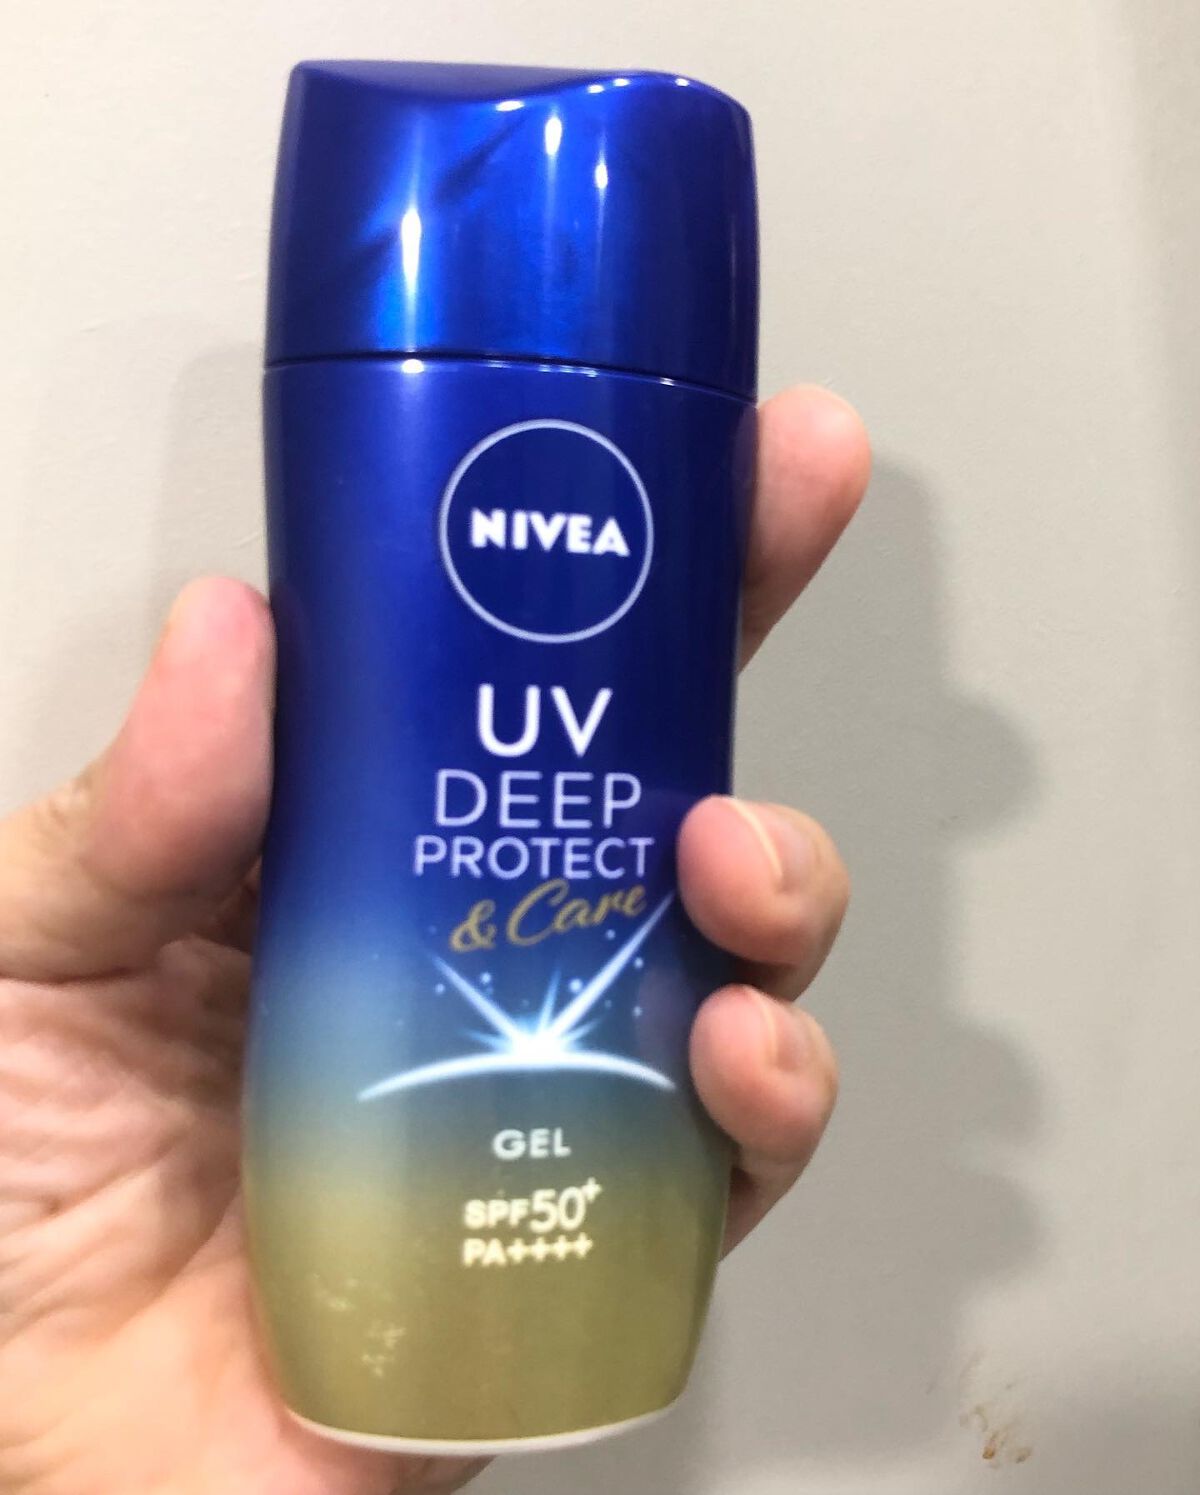 NIVEA
UV
DEEP
PROTECT
& Care
GEL
SPF50+
PA++++